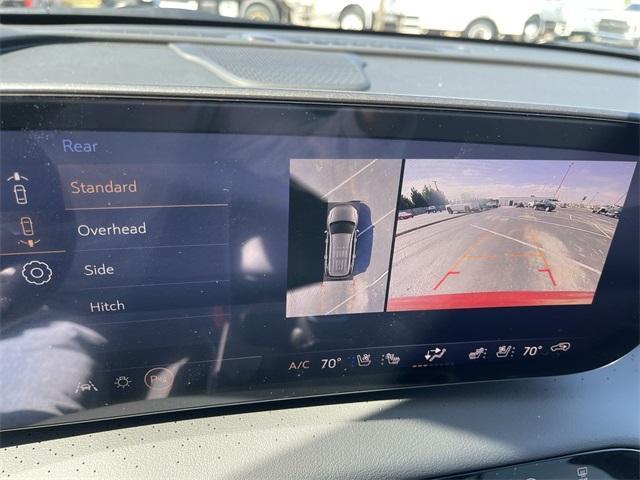 Rear
Standard
Overhead
Side
Hitch
A/C 70° 70°